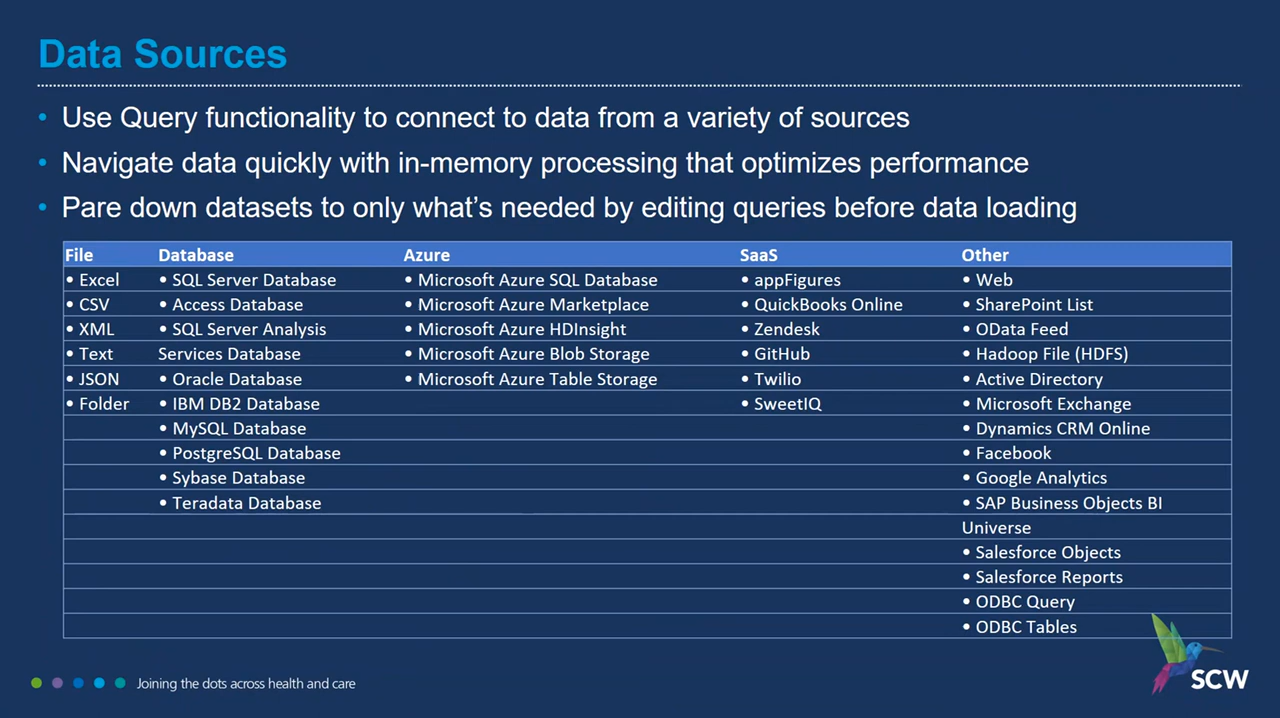 Data Sources
• Use Query functionality to connect to data from a variety of sources
• Navigate data quickly with in-memory processing that optimizes performance
• Pare down datasets to only what's needed by editing queries before data loading
File Database Azure SaaS Other
• Excel • SQL Server Database • Microsoft Azure SQL Database • appFigures • Web
• CSV • Access Database • Microsoft Azure Marketplace • QuickBooks Online • SharePoint List
• XML • SQL Server Analysis • Microsoft Azure HDInsight • Zendesk • OData Feed
• Text Services Database • Microsoft Azure Blob Storage • GitHub • Hadoop File (HDFS)
• JSON • Oracle Database • Microsoft Azure Table Storage • Twilio • Active Directory
• Folder • IBM DB2 Database • SweetIQ • Microsoft Exchange
• MySQL Database • Dynamics CRM Online
• PostgreSQL Database • Facebook
• Sybase Database • Google Analytics
• Teradata Database • SAP Business Objects BI
Universe
• Salesforce Objects
• Salesforce Reports
• ODBC Query
• ODBC Tables
Joining the dots across health and care
SCW